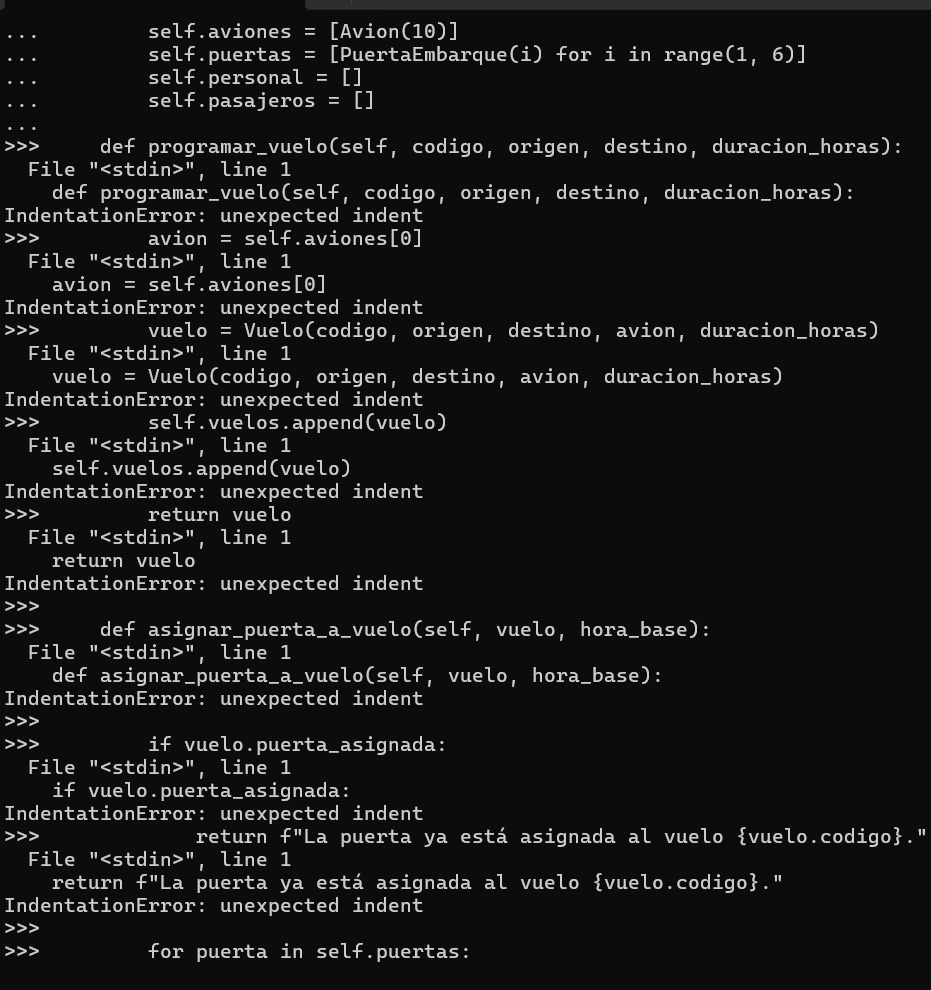 ...         self.aviones = [Avion(10)]
...         self.puertas = [PuertaEmbarque(i) for i in range(1, 6)]
...         self.personal = []
...         self.pasajeros = []
...
>>>     def programar_vuelo(self, codigo, origen, destino, duracion_horas):
  File "<stdin>", line 1
    def programar_vuelo(self, codigo, origen, destino, duracion_horas):
IndentationError: unexpected indent
>>>         avion = self.aviones[0]
  File "<stdin>", line 1
    avion = self.aviones[0]
IndentationError: unexpected indent
>>>         vuelo = Vuelo(codigo, origen, destino, avion, duracion_horas)
  File "<stdin>", line 1
    vuelo = Vuelo(codigo, origen, destino, avion, duracion_horas)
IndentationError: unexpected indent
>>>         self.vuelos.append(vuelo)
  File "<stdin>", line 1
    self.vuelos.append(vuelo)
IndentationError: unexpected indent
>>>         return vuelo
  File "<stdin>", line 1
    return vuelo
IndentationError: unexpected indent
>>>
>>>     def asignar_puerta_a_vuelo(self, vuelo, hora_base):
  File "<stdin>", line 1
    def asignar_puerta_a_vuelo(self, vuelo, hora_base):
IndentationError: unexpected indent
>>>
>>>         if vuelo.puerta_asignada:
  File "<stdin>", line 1
    if vuelo.puerta_asignada:
IndentationError: unexpected indent
>>>             return f"La puerta ya está asignada al vuelo {vuelo.codigo}."
  File "<stdin>", line 1
    return f"La puerta ya está asignada al vuelo {vuelo.codigo}."
IndentationError: unexpected indent
>>>
>>>         for puerta in self.puertas: